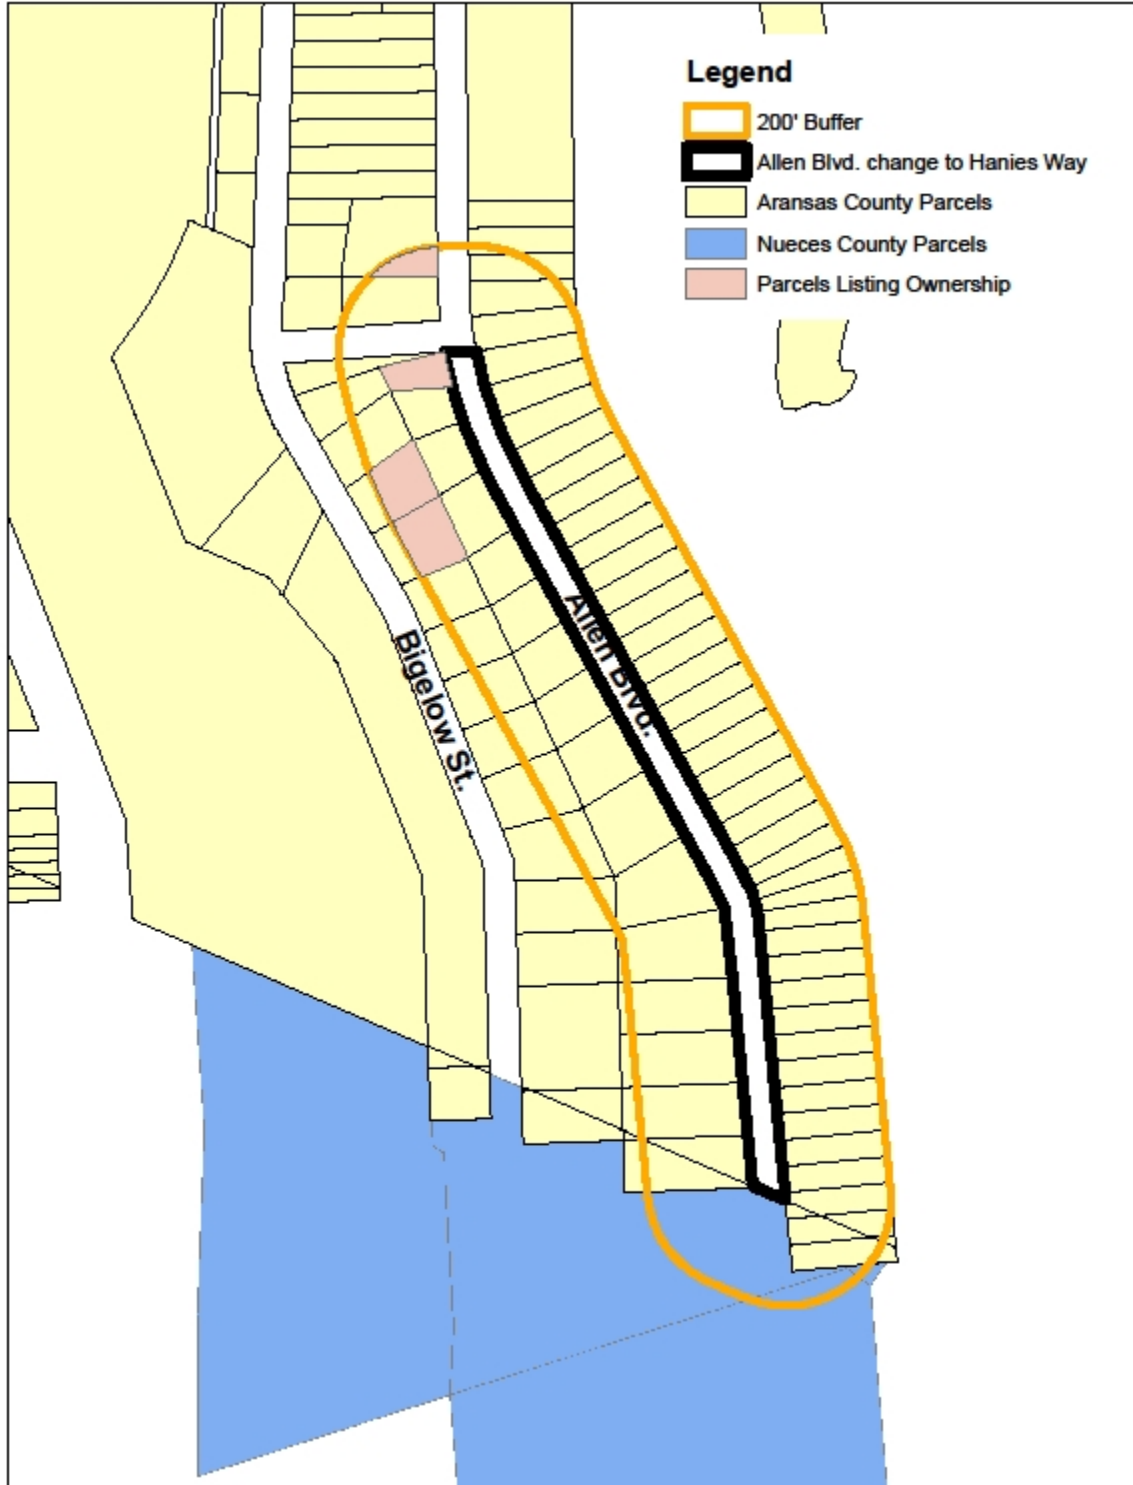 Legend
200' Buffer
Allen Blvd. change to Hanies Way
Aransas County Parcels
Nueces County Parcels
Parcels Listing Ownership
Allen Blvd.
Bigelow St.